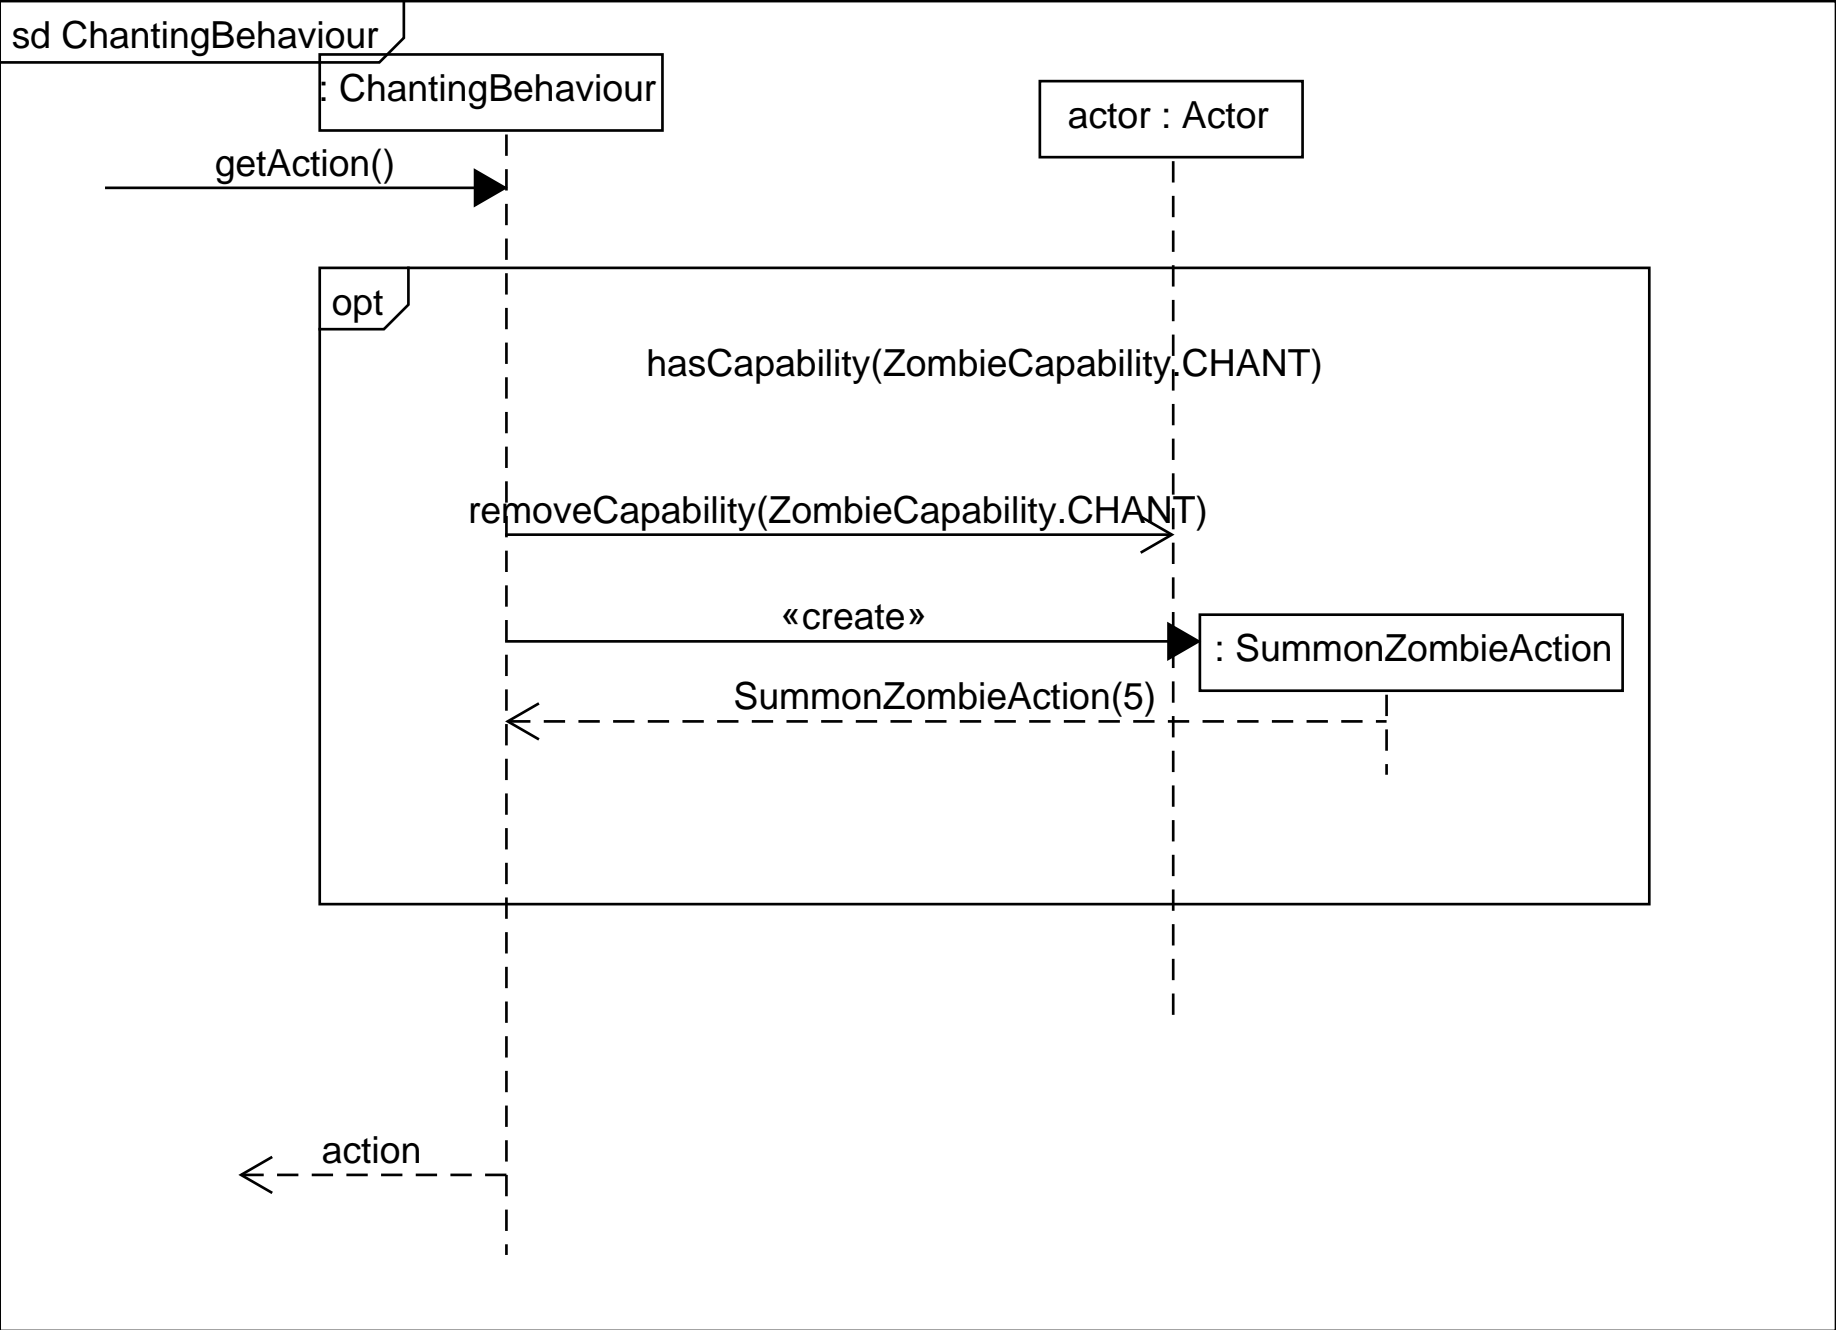 sd ChantingBehaviour
: ChantingBehaviour
actor : Actor
getAction()
opt
hasCapability(ZombieCapability.CHANT)
removeCapability(ZombieCapability.CHANT)
«create»
: SummonZombieAction
SummonZombieAction(5)
action